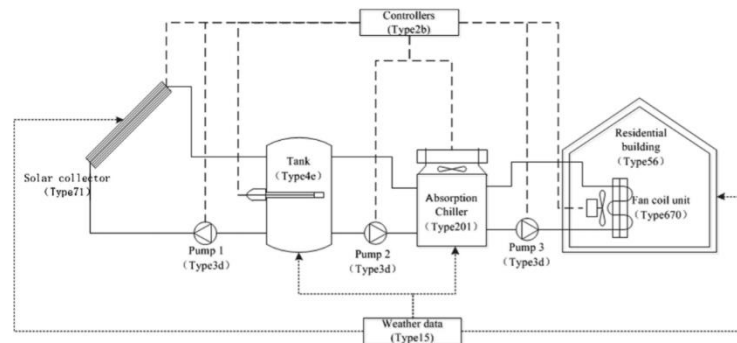 Controllers
(Type2b)
Solar collector
(Type71)
Tank
(Type4e)
Pump 1
(Type3d)
Pump 2
(Type3d)
Absorption
Chiller
(Type201)
Pump 3
(Type3d)
Residential
building
(Type56)
Fan coil unit
(Type670)
Weather data
(Type15)